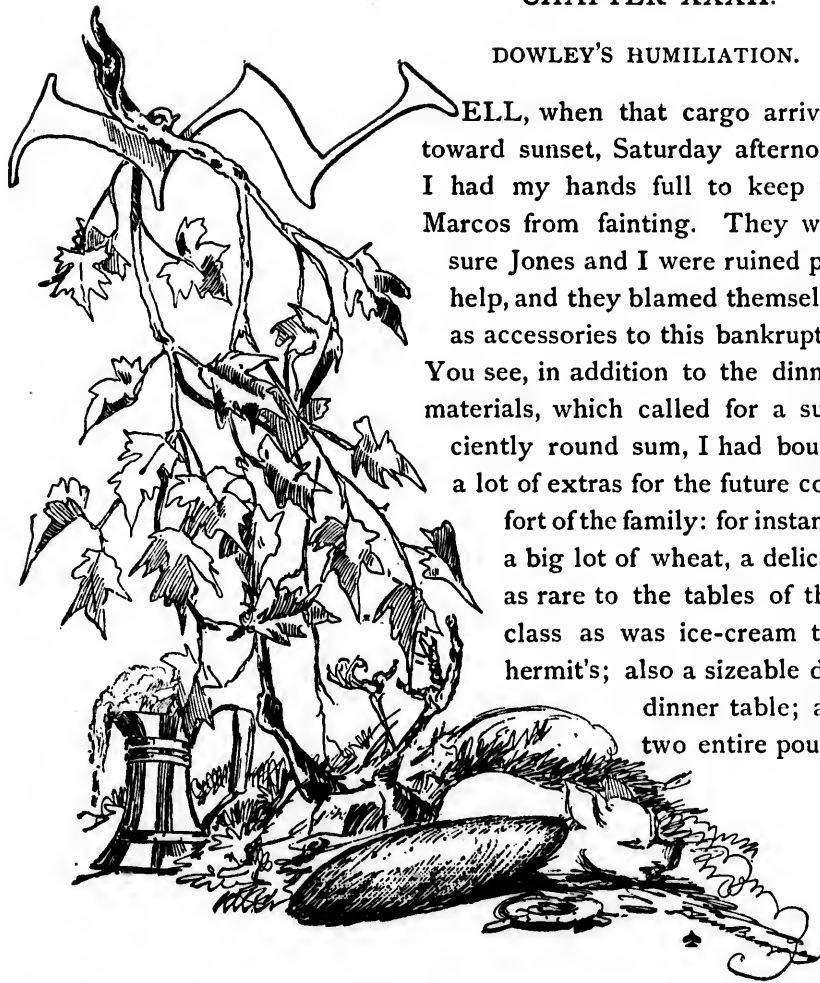 CHAPTER XXXII.
DOWLEY'S HUMILIATION.
WELL, when that cargo arriv
toward sunset, Saturday afterno
I had my hands full to keep
Marcos from fainting. They w
sure Jones and I were ruined p
help, and they blamed themsel
as accessories to this bankrupt
You see, in addition to the dinn
materials, which called for a su
ciently round sum, I had bou
a lot of extras for the future co
fort of the family: for instan
a big lot of wheat, a delic
as rare to the tables of th
class as was ice-cream t
hermit's; also a sizeable d
dinner table; a
two entire pou